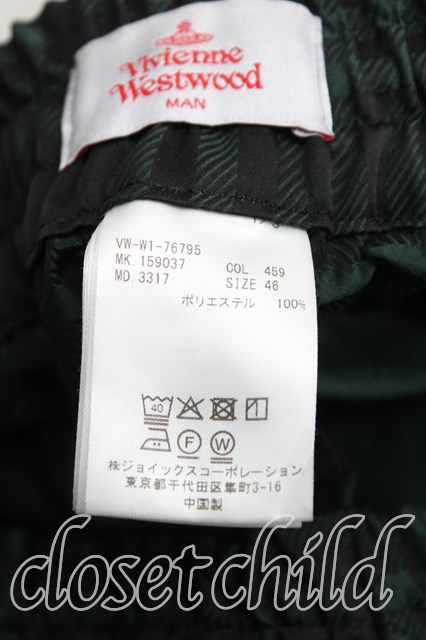 Vivienne
Westwood
MAN
VW-W1-76795
MK 159037 COL 459
MD 3317 SIZE 46
ポリエステル 100%
40
F W
㈱ジョイックスコーポレーション
東京都千代田区隼町3-16
中国製
closetchild